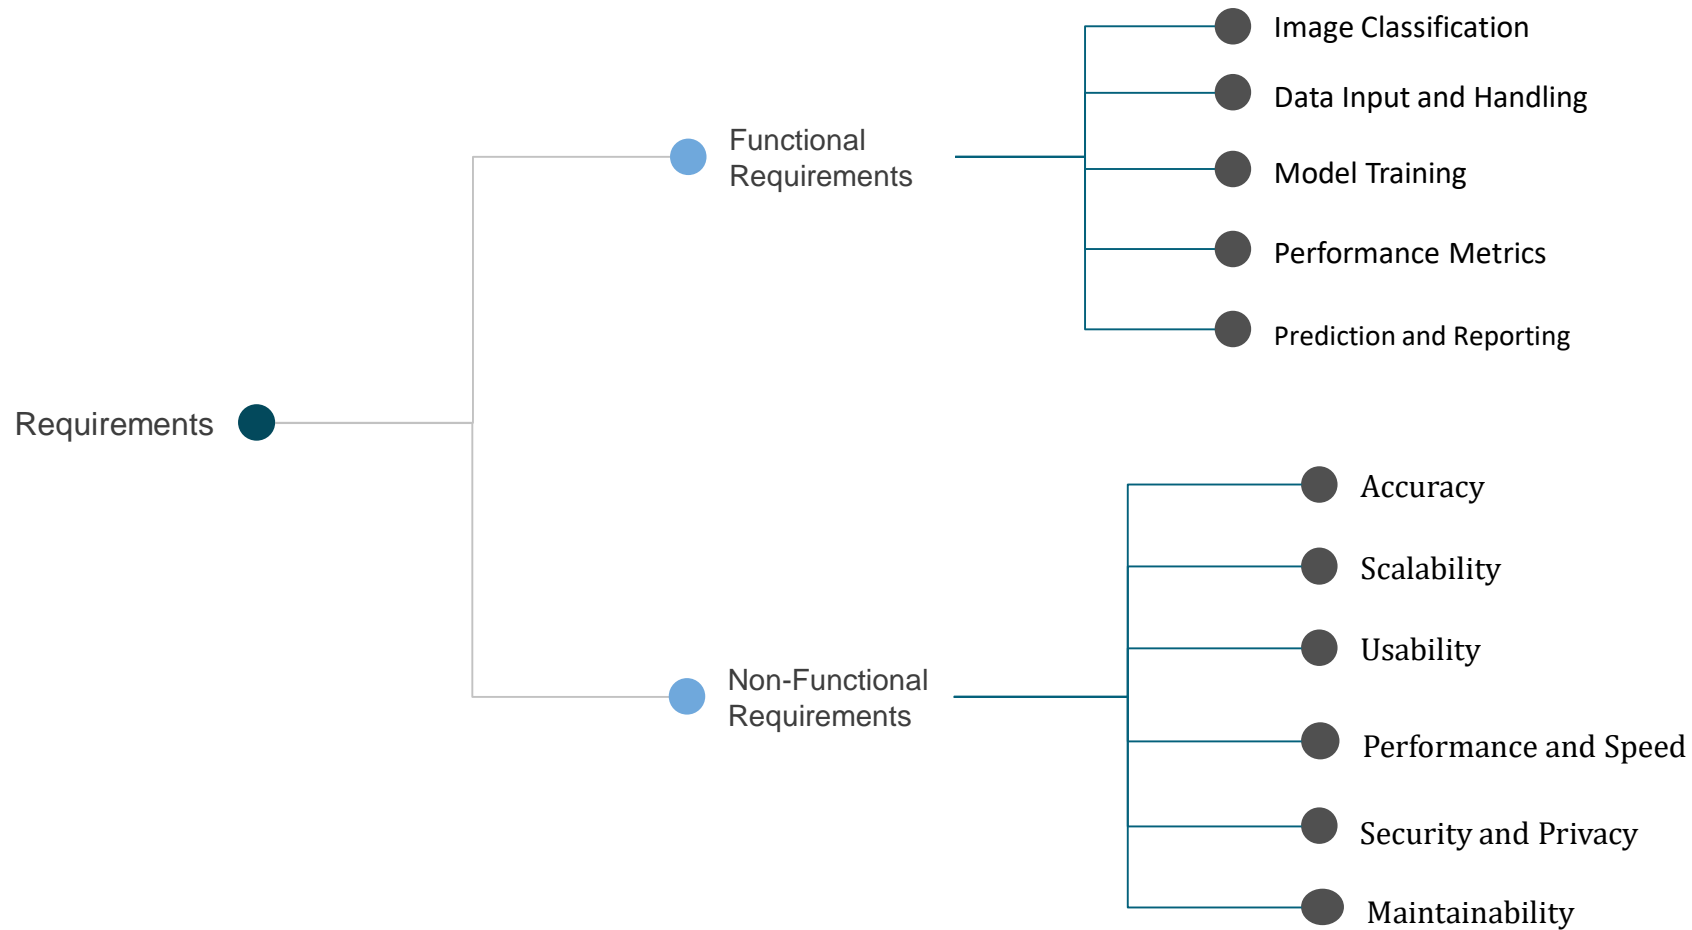 Requirements
Functional
Requirements
Image Classification
Data Input and Handling
Model Training
Performance Metrics
Prediction and Reporting
Non-Functional
Requirements
Accuracy
Scalability
Usability
Performance and Speed
Security and Privacy
Maintainability